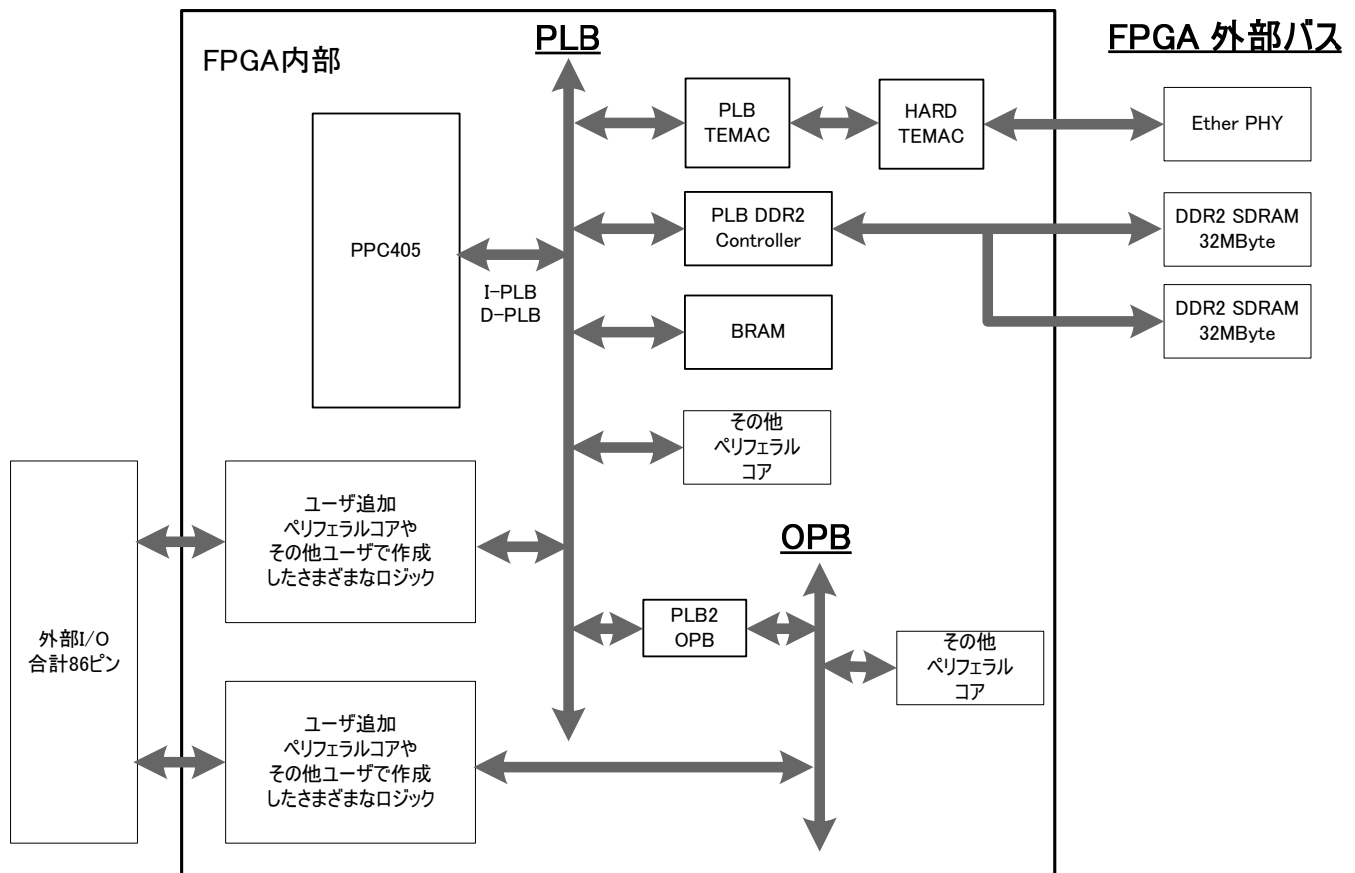 PLB
FPGA 外部バス
FPGA内部
PLB
TEMAC
HARD
TEMAC
Ether PHY
PPC405
I-PLB
D-PLB
PLB DDR2
Controller
DDR2 SDRAM
32MByte
DDR2 SDRAM
32MByte
BRAM
その他
ペリフェラル
コア
ユーザ追加
ペリフェラルコアや
その他ユーザで作成
したさまざまなロジック
OPB
外部I/O
合計86ピン
PLB2
OPB
その他
ペリフェラル
コア
ユーザ追加
ペリフェラルコアや
その他ユーザで作成
したさまざまなロジック